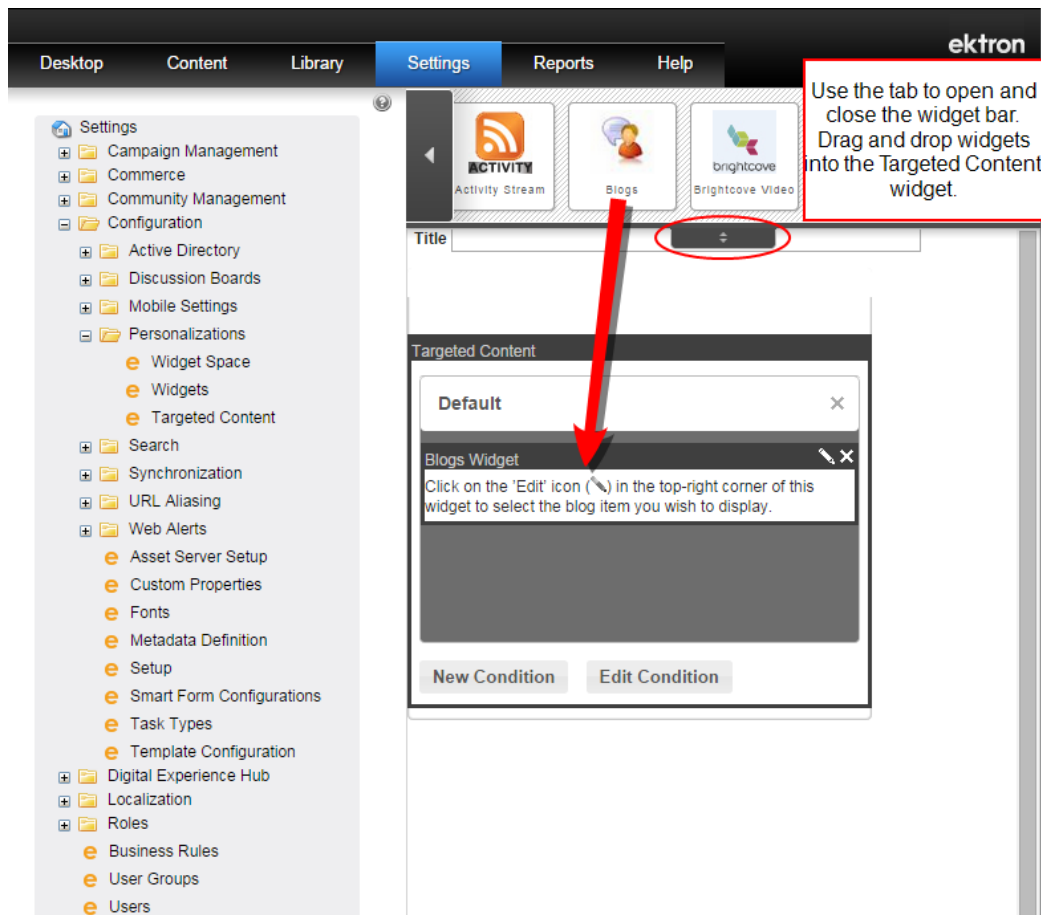 ektron
Desktop Content Library Settings Reports Help
Use the tab to open and
close the widget bar.
Drag and drop widgets
into the Targeted Content
widget.
Settings
Campaign Management
Commerce
Community Management
Configuration
Active Directory
Discussion Boards
Mobile Settings
Personalizations
Widget Space
Widgets
Targeted Content
Search
Synchronization
URL Aliasing
Web Alerts
Asset Server Setup
Custom Properties
Fonts
Metadata Definition
Setup
Smart Form Configurations
Task Types
Template Configuration
Digital Experience Hub
Localization
Roles
Business Rules
User Groups
Users
ACTIVITY
Activity Stream
Blogs
brightcove
Brightcove Video
Title
Targeted Content
Default
Blogs Widget
Click on the 'Edit' icon ( ) in the top-right corner of this
widget to select the blog item you wish to display.
New Condition Edit Condition